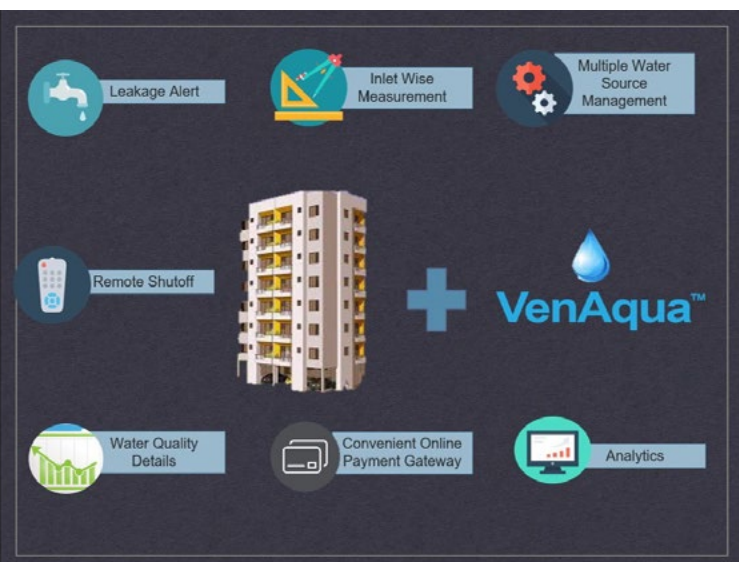 Leakage Alert
Inlet Wise
Measurement
Multiple Water
Source
Management
Remote Shutoff
VenAqua™
Water Quality
Details
Convenient Online
Payment Gateway
Analytics